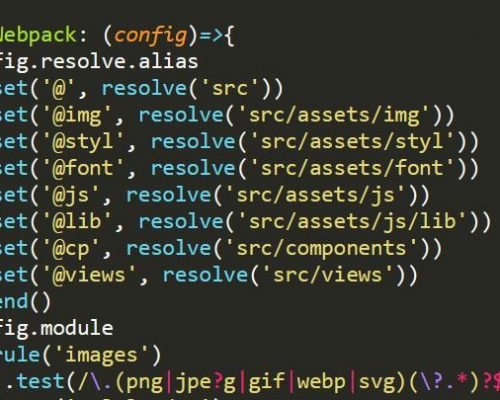 Webpack: (config)=>{
fig.resolve.alias
set('@', resolve('src'))
set('@img', resolve('src/assets/img'))
set('@styl', resolve('src/assets/styl'))
set('@font', resolve('src/assets/font'))
set('@js', resolve('src/assets/js'))
set('@lib', resolve('src/assets/js/lib'))
set('@cp', resolve('src/components'))
set('@views', resolve('src/views'))
end()
fig.module
rule('images')
.test(/\.(png|jpe?g|gif|webp|svg)(\?.*)?$